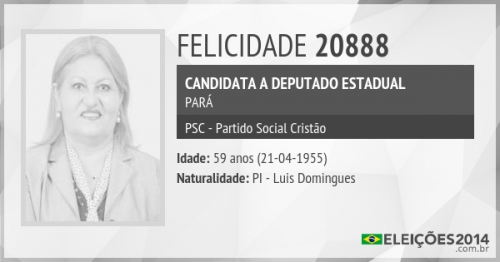 FELICIDADE 20888
CANDIDATA A DEPUTADO ESTADUAL
PARÁ
PSC - Partido Social Cristão
Idade: 59 anos (21-04-1955)
Naturalidade: PI - Luis Domingues
ELEIÇÕES2014
.com.br